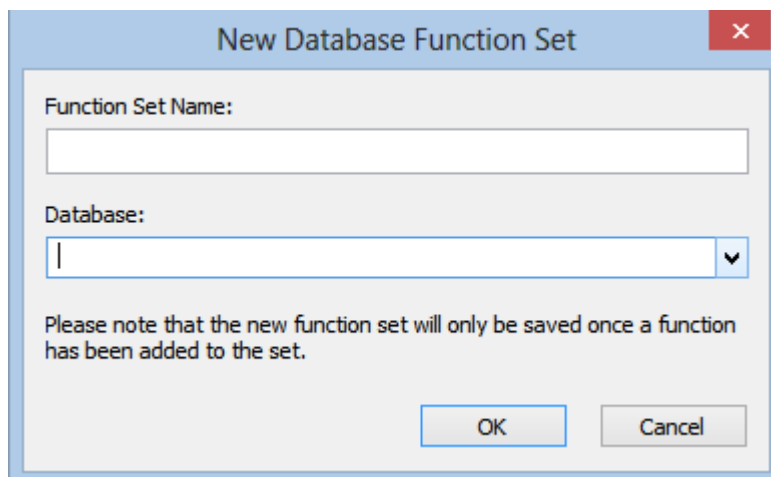 New Database Function Set
Function Set Name:
Database:
Please note that the new function set will only be saved once a function
has been added to the set.
OK
Cancel